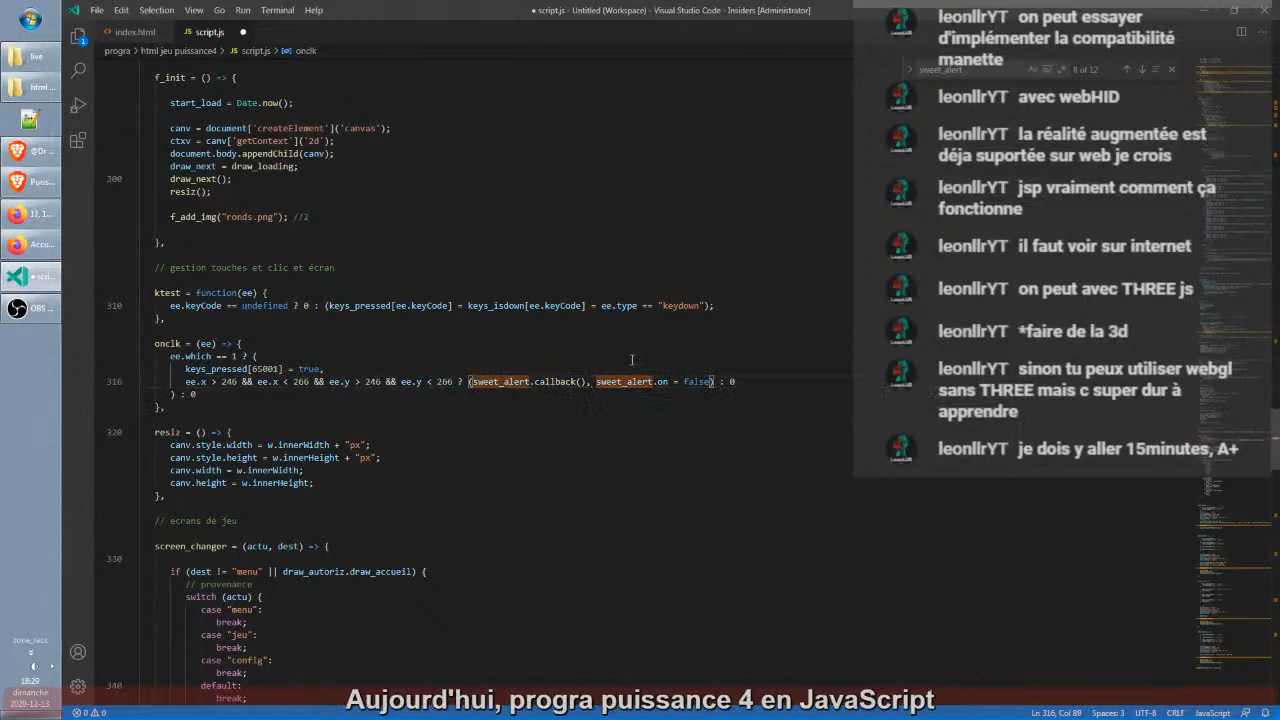 File Edit Selection View Go Run Terminal Help
● script.js - Untitled (Workspace) - Visual Studio Code - Insiders [Administrator]
index.html
script.js
progra > html jeu puissance4 > script.js > onclk
sweet_alert
8 of 12
f_init = () => {
start_load = Date.now();
canv = document['createElement']('canvas');
ctxv = canv['getContext']('2d');
document.body.appendChild(canv);
draw_next = draw_loading;
300 draw_next();
resiz();
f_add_img("ronds.png"); //2
},
// gestion touches et clic et écran
ktest = function(ee) {
310 ee.keyCode == undefined ? 0 : (keys_pressed[ee.keyCode] = keys_isdown[ee.keyCode] = ee.type == "keydown");
},
onclk = (ee) => {
ee.which == 1 ? (
keys_pressed[65001] = true,
316 ee.x > 246 && ee.x < 266 && ee.y > 246 && ee.y < 266 ? (sweet_alert.callback(), sweet_alert.on = false) : 0
) : 0
},
320 resiz = () => {
canv.style.width = w.innerWidth + "px";
canv.style.height = w.innerHeight + "px";
canv.width = w.innerWidth;
canv.height = w.innerHeight;
},
// ecrans de jeu
screen_changer = (actu, dest) => {
330 if (dest != "menu" || draw_autoriz.draw_accueil) {
// provenance
switch (actu) {
case "menu":
break;
case "jeu":
break;
case "config":
break;
340 default:
break;
leonllrYT on peut essayer
d'implémenter la compatibilité
manette
leonllrYT avec webHID
leonllrYT la réalité augmentée est
déja suportée sur web je crois
leonllrYT jsp vraiment comment ça
fonctionne
leonllrYT il faut voir sur internet
leonllrYT on peut avec THREE js
leonllrYT *faire de la 3d
leonllrYT sinon tu peux utiliser webgl
sans THREE mais c super dur à
apprendre
leonllrYT je dois y aller 15minutes, A+
live
html ...
@Dr ...
Puiss...
1J, 1...
Accu...
● scri...
OBS ...
zone_racc
18:29
dimanche
2020-12-13
Aujourd'hui, progra puissance 4 en JavaScript
0 0
Ln 316, Col 89 Spaces: 3 UTF-8 CRLF JavaScript